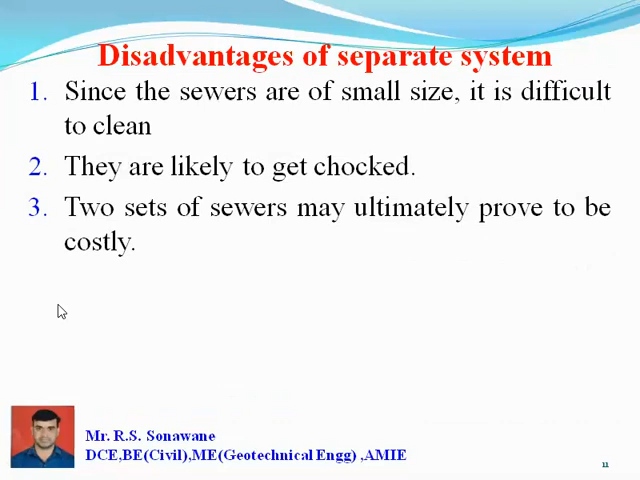 Disadvantages of separate system
1. Since the sewers are of small size, it is difficult
to clean
2. They are likely to get chocked.
3. Two sets of sewers may ultimately prove to be
costly.
Mr. R.S. Sonawane
DCE,BE(Civil),ME(Geotechnical Engg) ,AMIE
11